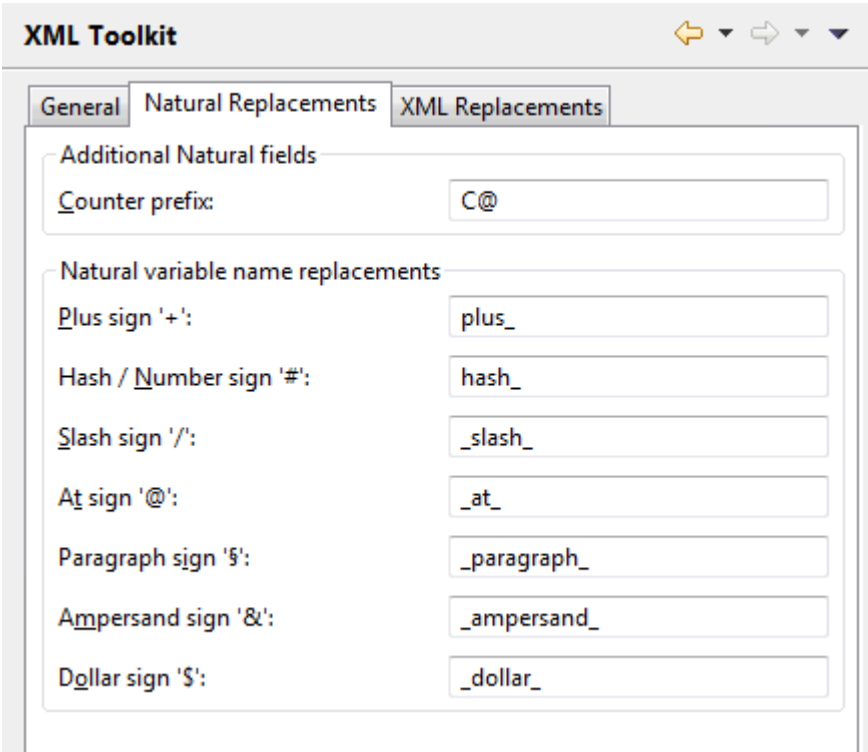 XML Toolkit
General Natural Replacements XML Replacements
Additional Natural fields
Counter prefix: C@
Natural variable name replacements
Plus sign '+': plus_
Hash / Number sign '#': hash_
Slash sign '/': _slash_
At sign '@': _at_
Paragraph sign '§': _paragraph_
Ampersand sign '&': _ampersand_
Dollar sign '$': _dollar_